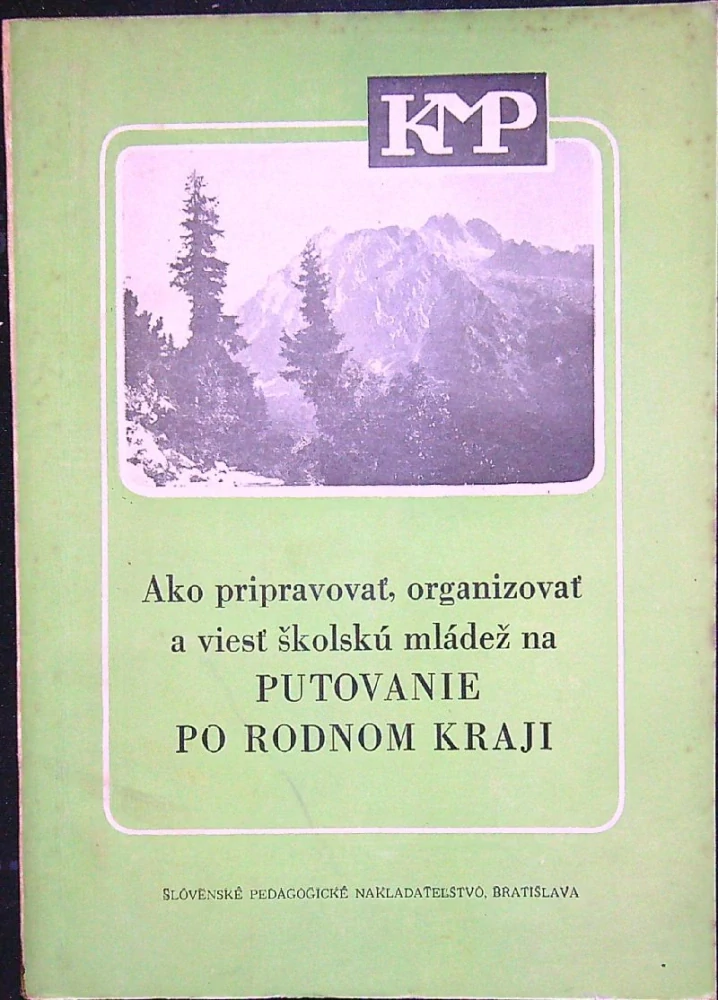 KMP
Ako pripravovať, organizovať
a viesť školskú mládež na
PUTOVANIE
PO RODNOM KRAJI
SLOVENSKÉ PEDAGOGICKÉ NAKLADATEĽSTVO, BRATISLAVA